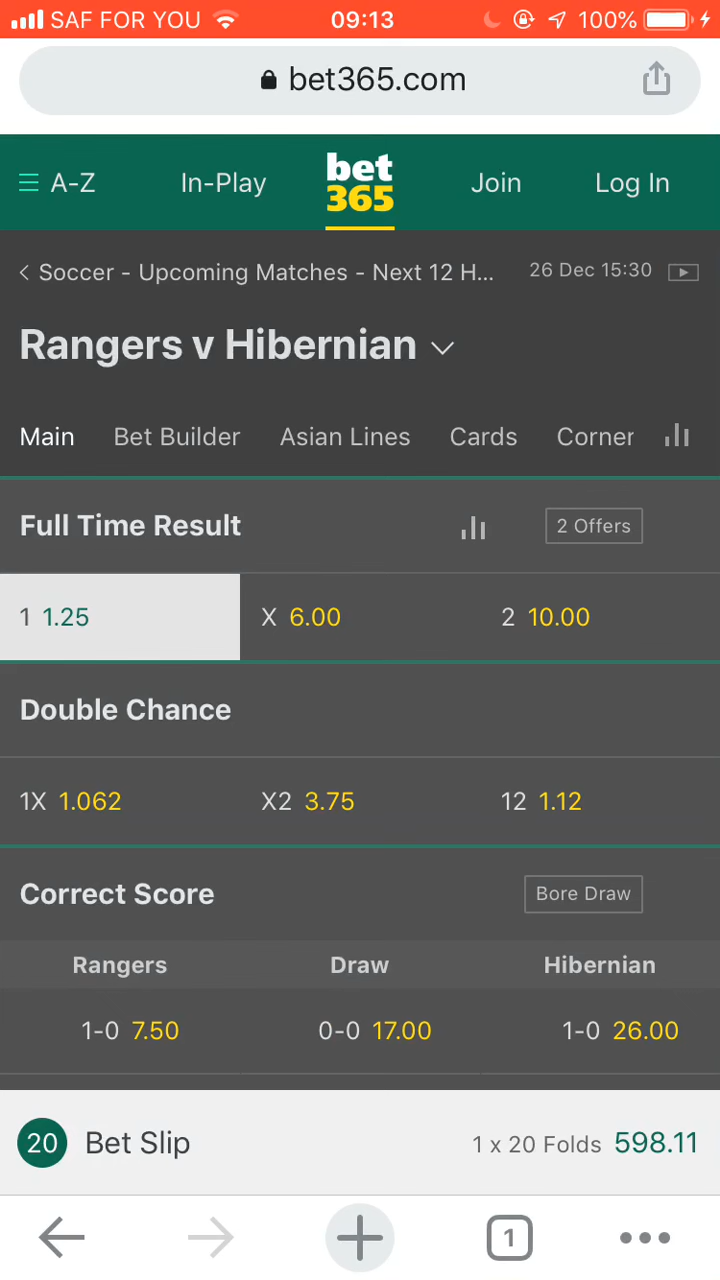 SAF FOR YOU 09:13 100%
bet365.com
A-Z In-Play bet365 Join Log In
Soccer - Upcoming Matches - Next 12 H... 26 Dec 15:30
Rangers v Hibernian
Main Bet Builder Asian Lines Cards Corner
Full Time Result 2 Offers
1 1.25 X 6.00 2 10.00
Double Chance
1X 1.062 X2 3.75 12 1.12
Correct Score Bore Draw
Rangers Draw Hibernian
1-0 7.50 0-0 17.00 1-0 26.00
20 Bet Slip 1 x 20 Folds 598.11
1